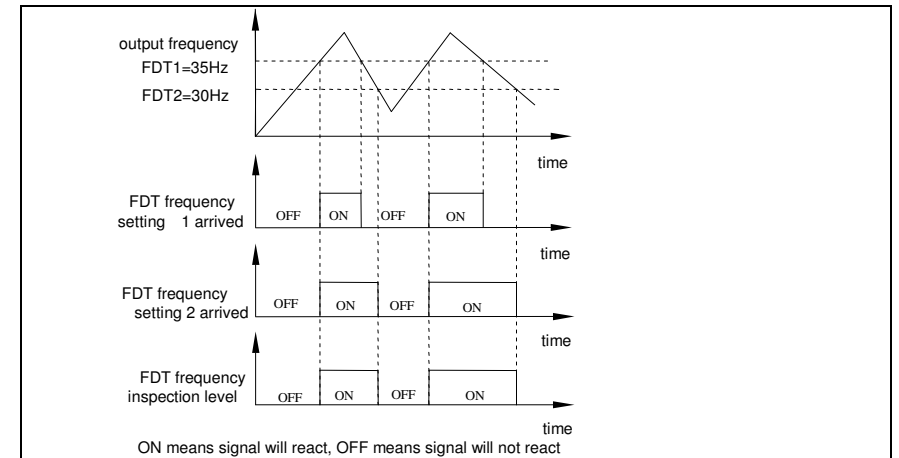 output frequency
FDT1=35Hz
FDT2=30Hz
time
FDT frequency
setting 1 arrived
OFF ON OFF ON
time
FDT frequency
setting 2 arrived
OFF ON OFF ON
time
FDT frequency
inspection level
OFF ON OFF ON
time
ON means signal will react, OFF means signal will not react